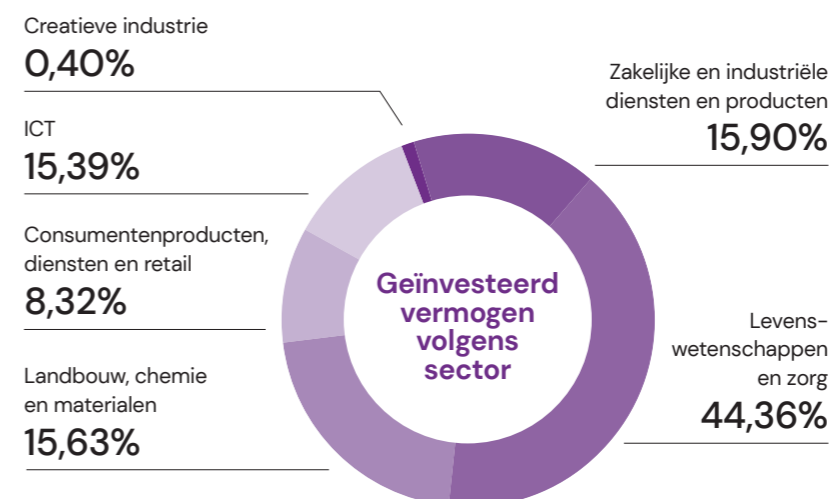 Creatieve industrie
0,40%
ICT
15,39%
Consumentenproducten,
diensten en retail
8,32%
Landbouw, chemie
en materialen
15,63%
Geïnvesteerd
vermogen
volgens
sector
Zakelijke en industriële
diensten en producten
15,90%
Levens-
wetenschappen
en zorg
44,36%